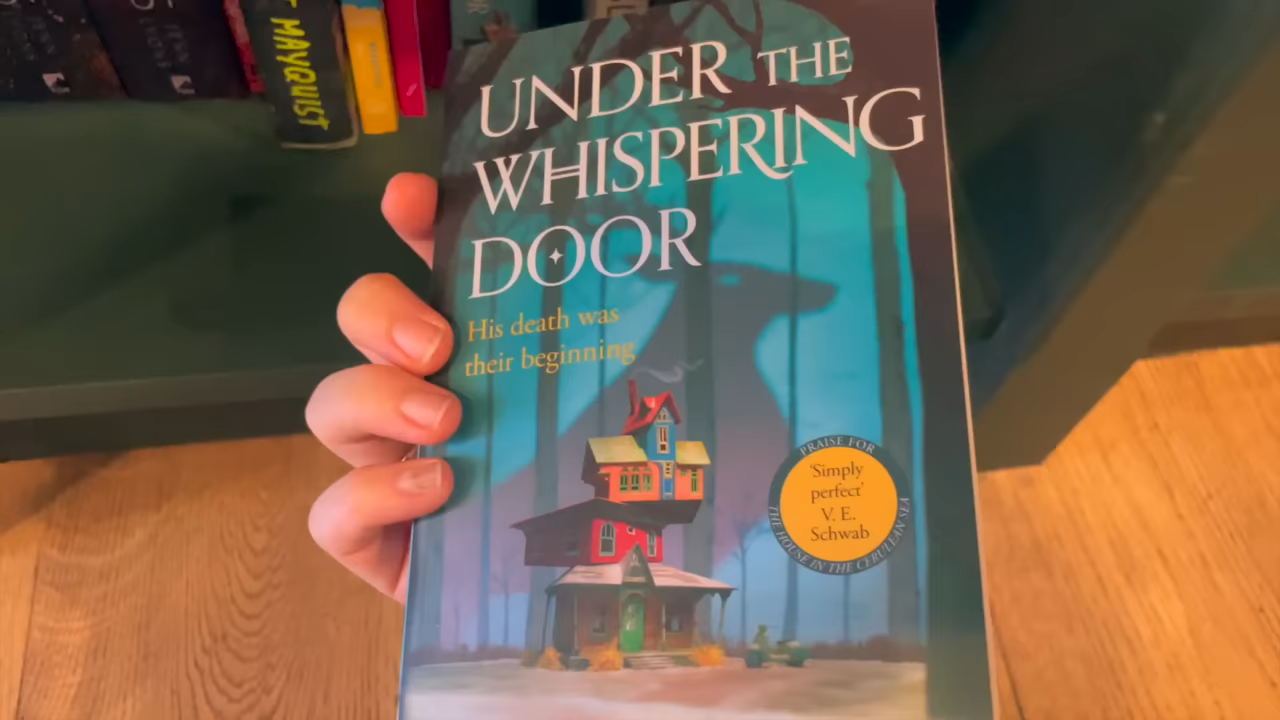 MAYQUIST
UNDER THE
WHISPERING
DOOR
His death was
their beginning
PRAISE FOR
'Simply
perfect'
V. E.
Schwab
THE HOUSE IN THE CERULEAN SEA